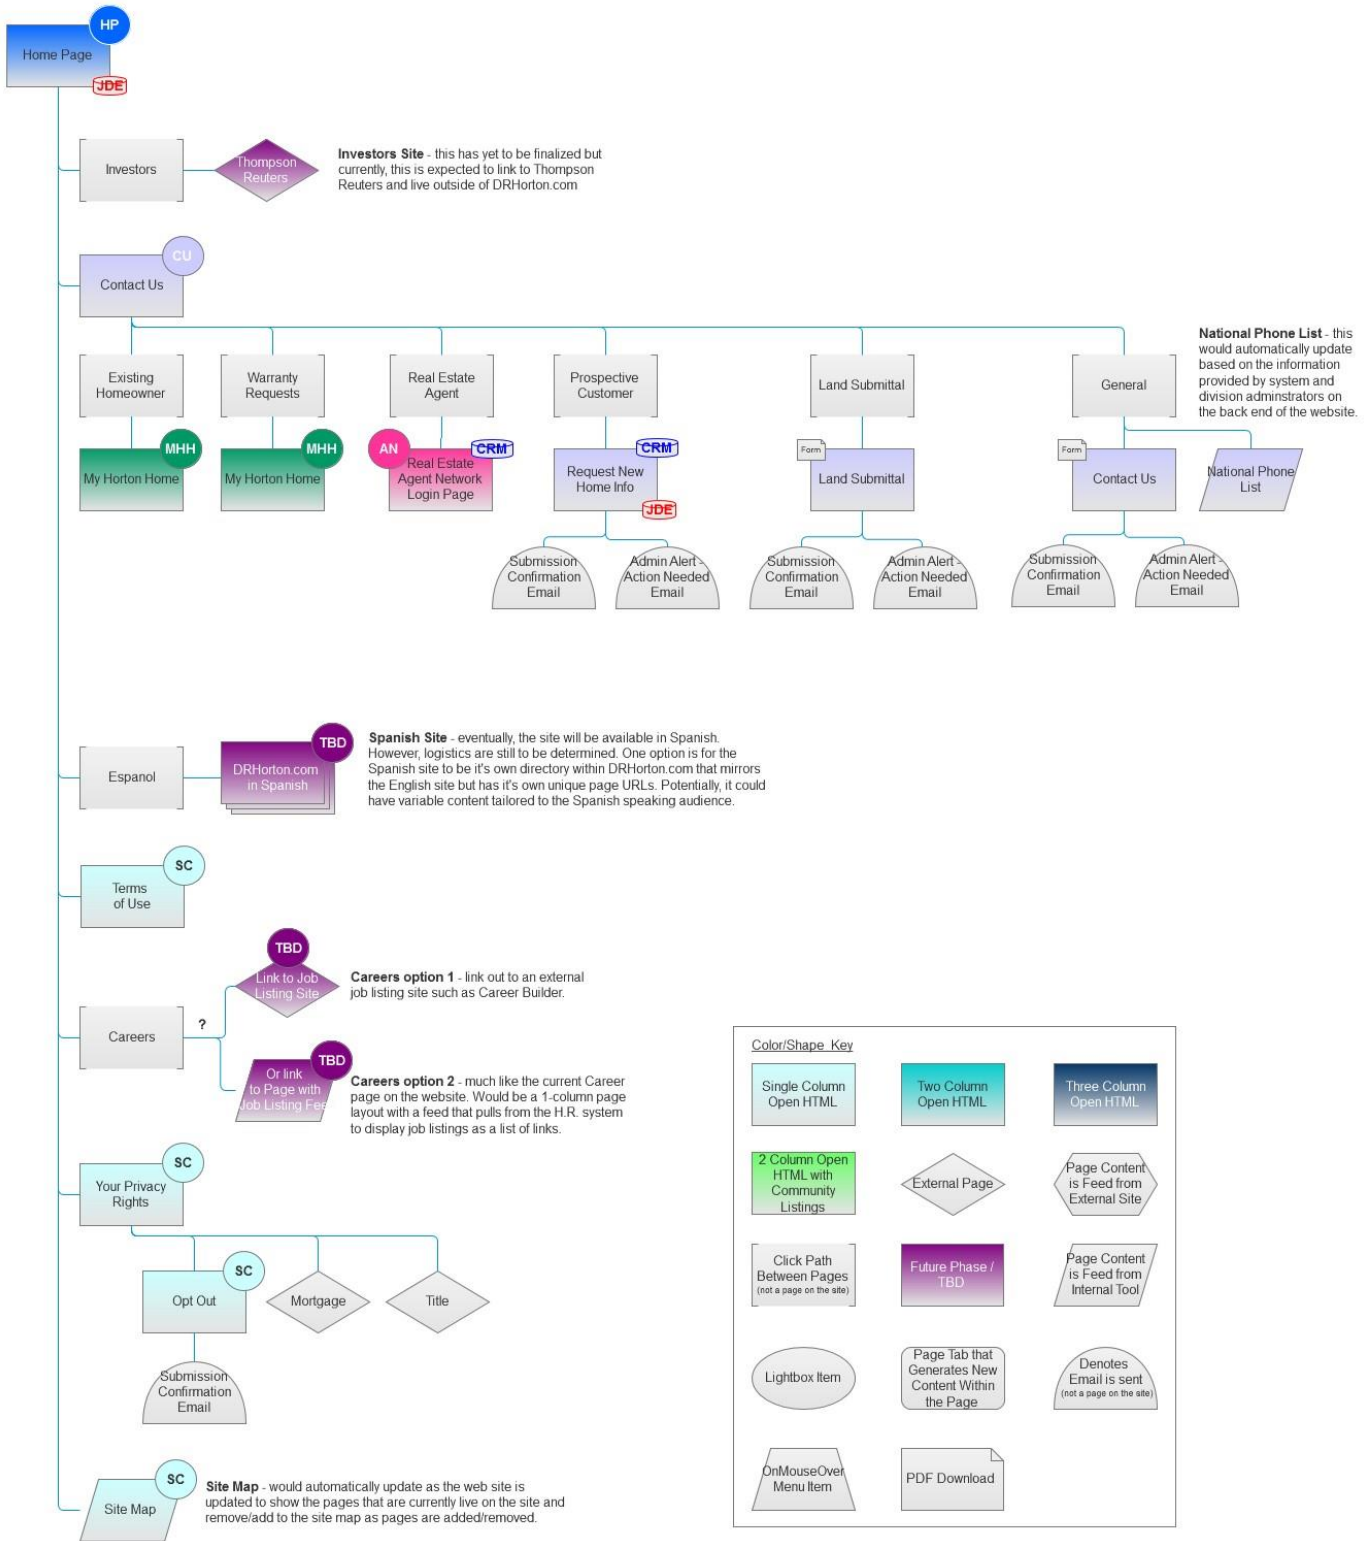 HP
Home Page
JDE
Investors
Thompson
Reuters
Investors Site - this has yet to be finalized but
currently, this is expected to link to Thompson
Reuters and live outside of DRHorton.com
CU
Contact Us
National Phone List - this
would automatically update
based on the information
provided by system and
division adminstrators on
the back end of the website.
Existing
Homeowner
Warranty
Requests
Real Estate
Agent
Prospective
Customer
Land Submittal
General
MHH
My Horton Home
MHH
My Horton Home
AN
CRM
Real Estate
Agent Network
Login Page
CRM
Request New
Home Info
JDE
Form
Land Submittal
Form
Contact Us
National Phone
List
Submission
Confirmation
Email
Admin Alert -
Action Needed
Email
Submission
Confirmation
Email
Admin Alert -
Action Needed
Email
Submission
Confirmation
Email
Admin Alert -
Action Needed
Email
Espanol
TBD
DRHorton.com
in Spanish
Spanish Site - eventually, the site will be available in Spanish.
However, logistics are still to be determined. One option is for the
Spanish site to be it's own directory within DRHorton.com that mirrors
the English site but has it's own unique page URLs. Potentially, it could
have variable content tailored to the Spanish speaking audience.
SC
Terms
of Use
TBD
Link to Job
Listing Site
Careers option 1 - link out to an external
job listing site such as Career Builder.
Careers
?
TBD
Or link
to Page with
Job Listing Fee
Careers option 2 - much like the current Career
page on the website. Would be a 1-column page
layout with a feed that pulls from the H.R. system
to display job listings as a list of links.
SC
Your Privacy
Rights
SC
Opt Out
Mortgage
Title
Submission
Confirmation
Email
SC
Site Map
Site Map - would automatically update as the web site is
updated to show the pages that are currently live on the site and
remove/add to the site map as pages are added/removed.
Color/Shape Key
Single Column
Open HTML
Two Column
Open HTML
Three Column
Open HTML
2 Column Open
HTML with
Community
Listings
External Page
Page Content
is Feed from
External Site
Click Path
Between Pages
(not a page on the site)
Future Phase /
TBD
Page Content
is Feed from
Internal Tool
Lightbox Item
Page Tab that
Generates New
Content Within
the Page
Denotes
Email is sent
(not a page on the site)
OnMouseOver
Menu Item
PDF Download